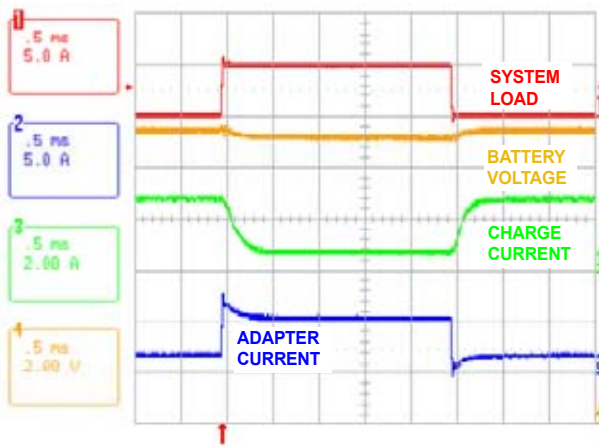 1
.5 ms
5.0 A
2
.5 ms
5.0 A
3
.5 ms
2.00 A
4
.5 ms
2.00 V
SYSTEM
LOAD
BATTERY
VOLTAGE
CHARGE
CURRENT
ADAPTER
CURRENT